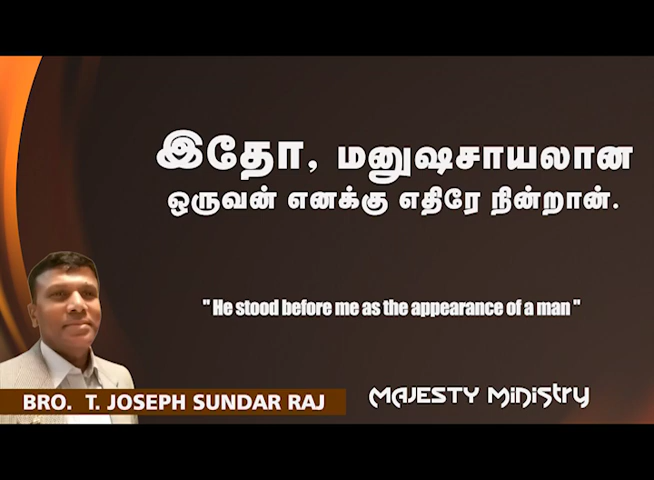 இதோ, மனுஷசாயலான
ஒருவன் எனக்கு எதிரே நின்றான்.
" He stood before me as the appearance of a man "
BRO. T. JOSEPH SUNDAR RAJ
MAJESTY MINISTRY